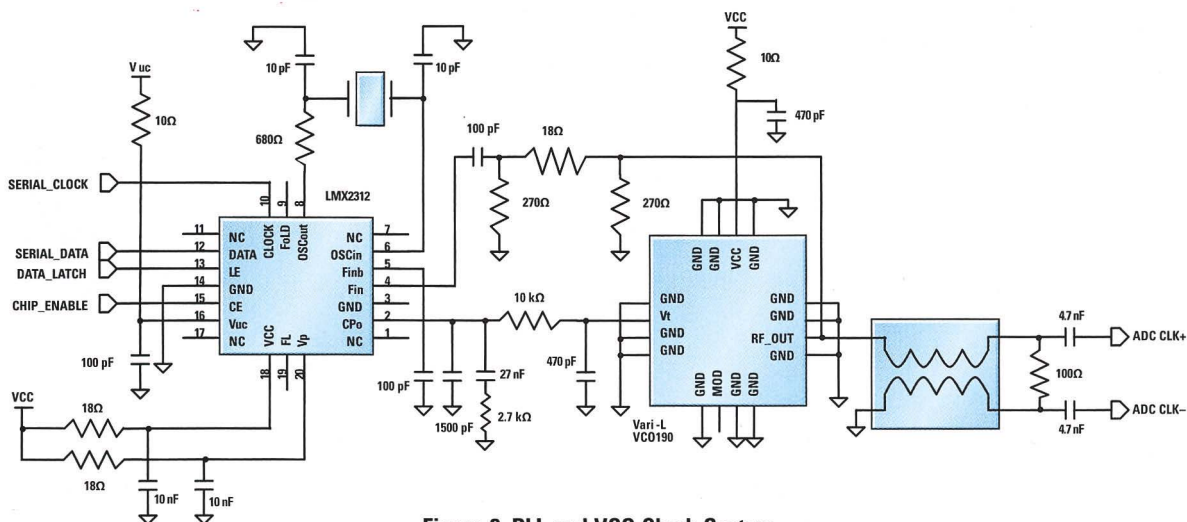 VCC
10Ω
470 pF
10 pF
10 pF
V uc
10Ω
680Ω
100 pF
18Ω
270Ω
270Ω
SERIAL_CLOCK
SERIAL_DATA
DATA_LATCH
CHIP_ENABLE
LMX2312
10
9
8
CLOCK
FoLD
OSCout
11 NC
12 DATA
13 LE
14 GND
15 CE
16 Vuc
17 NC
NC 7
OSCin 6
Finb 5
Fin 4
GND 3
CPo 2
NC 1
VCC
FL
Vp
18
19
20
100 pF
VCC
18Ω
18Ω
10 nF
10 nF
100 pF
1500 pF
27 nF
2.7 kΩ
10 kΩ
470 pF
GND
GND
VCC
GND
GND
Vt
GND
GND
GND
GND
RF_OUT
GND
GND
MOD
GND
GND
Vari -L
VCO190
4.7 nF
ADC CLK+
100Ω
ADC CLK–
4.7 nF